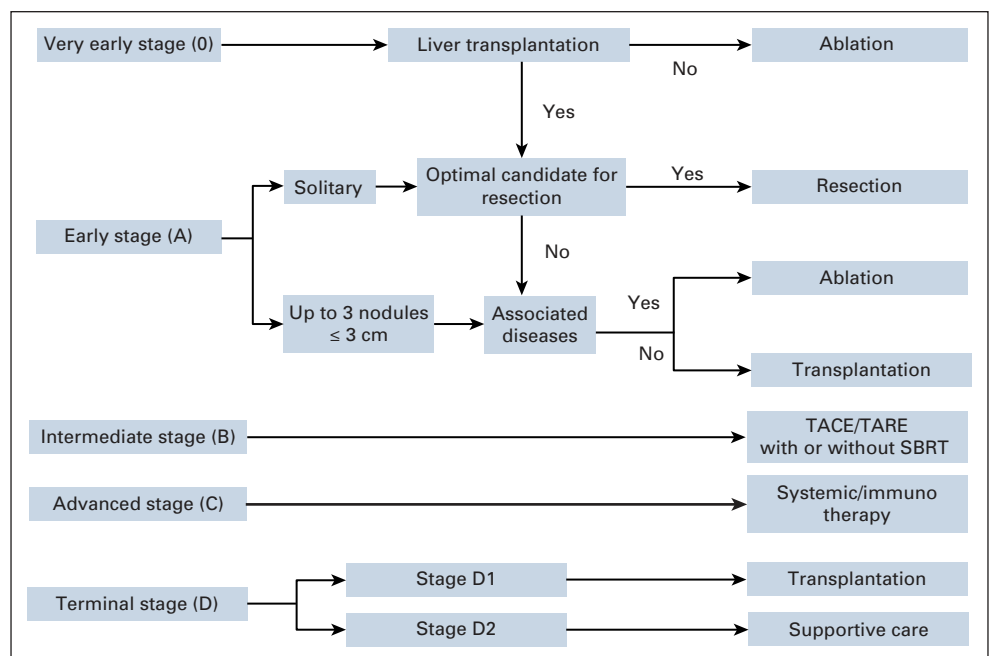 Very early stage (0)
Liver transplantation
No
Ablation
Yes
Early stage (A)
Solitary
Optimal candidate for
resection
Yes
Resection
No
Up to 3 nodules
≤ 3 cm
Associated
diseases
Yes
Ablation
No
Transplantation
Intermediate stage (B)
TACE/TARE
with or without SBRT
Advanced stage (C)
Systemic/immuno
therapy
Terminal stage (D)
Stage D1
Transplantation
Stage D2
Supportive care